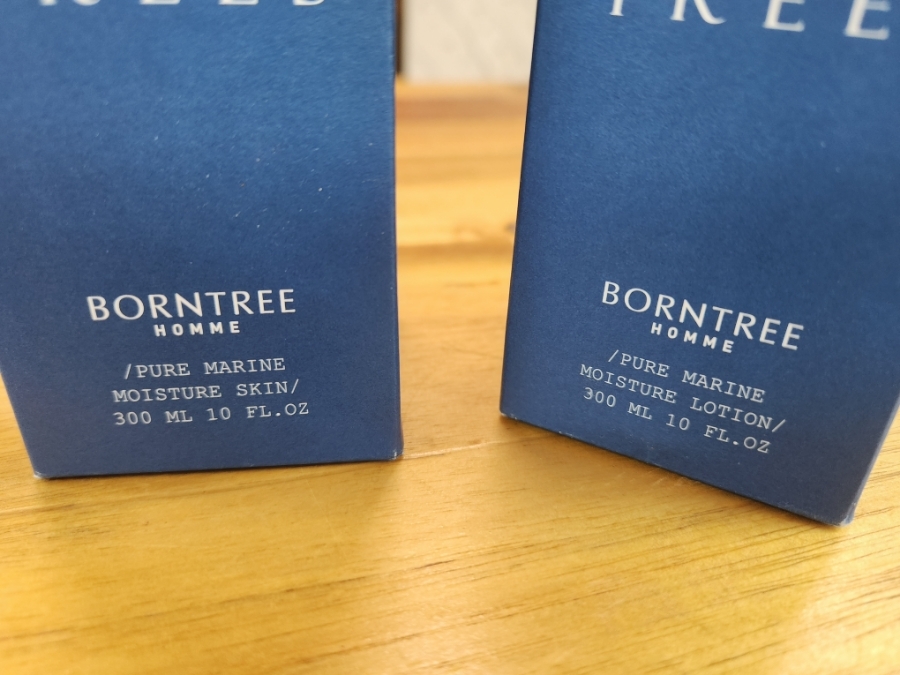 TREE
BORNTREE
HOMME
/PURE MARINE
MOISTURE SKIN/
300 ML 10 FL.OZ
BORNTREE
HOMME
/PURE MARINE
MOISTURE LOTION/
300 ML 10 FL.OZ